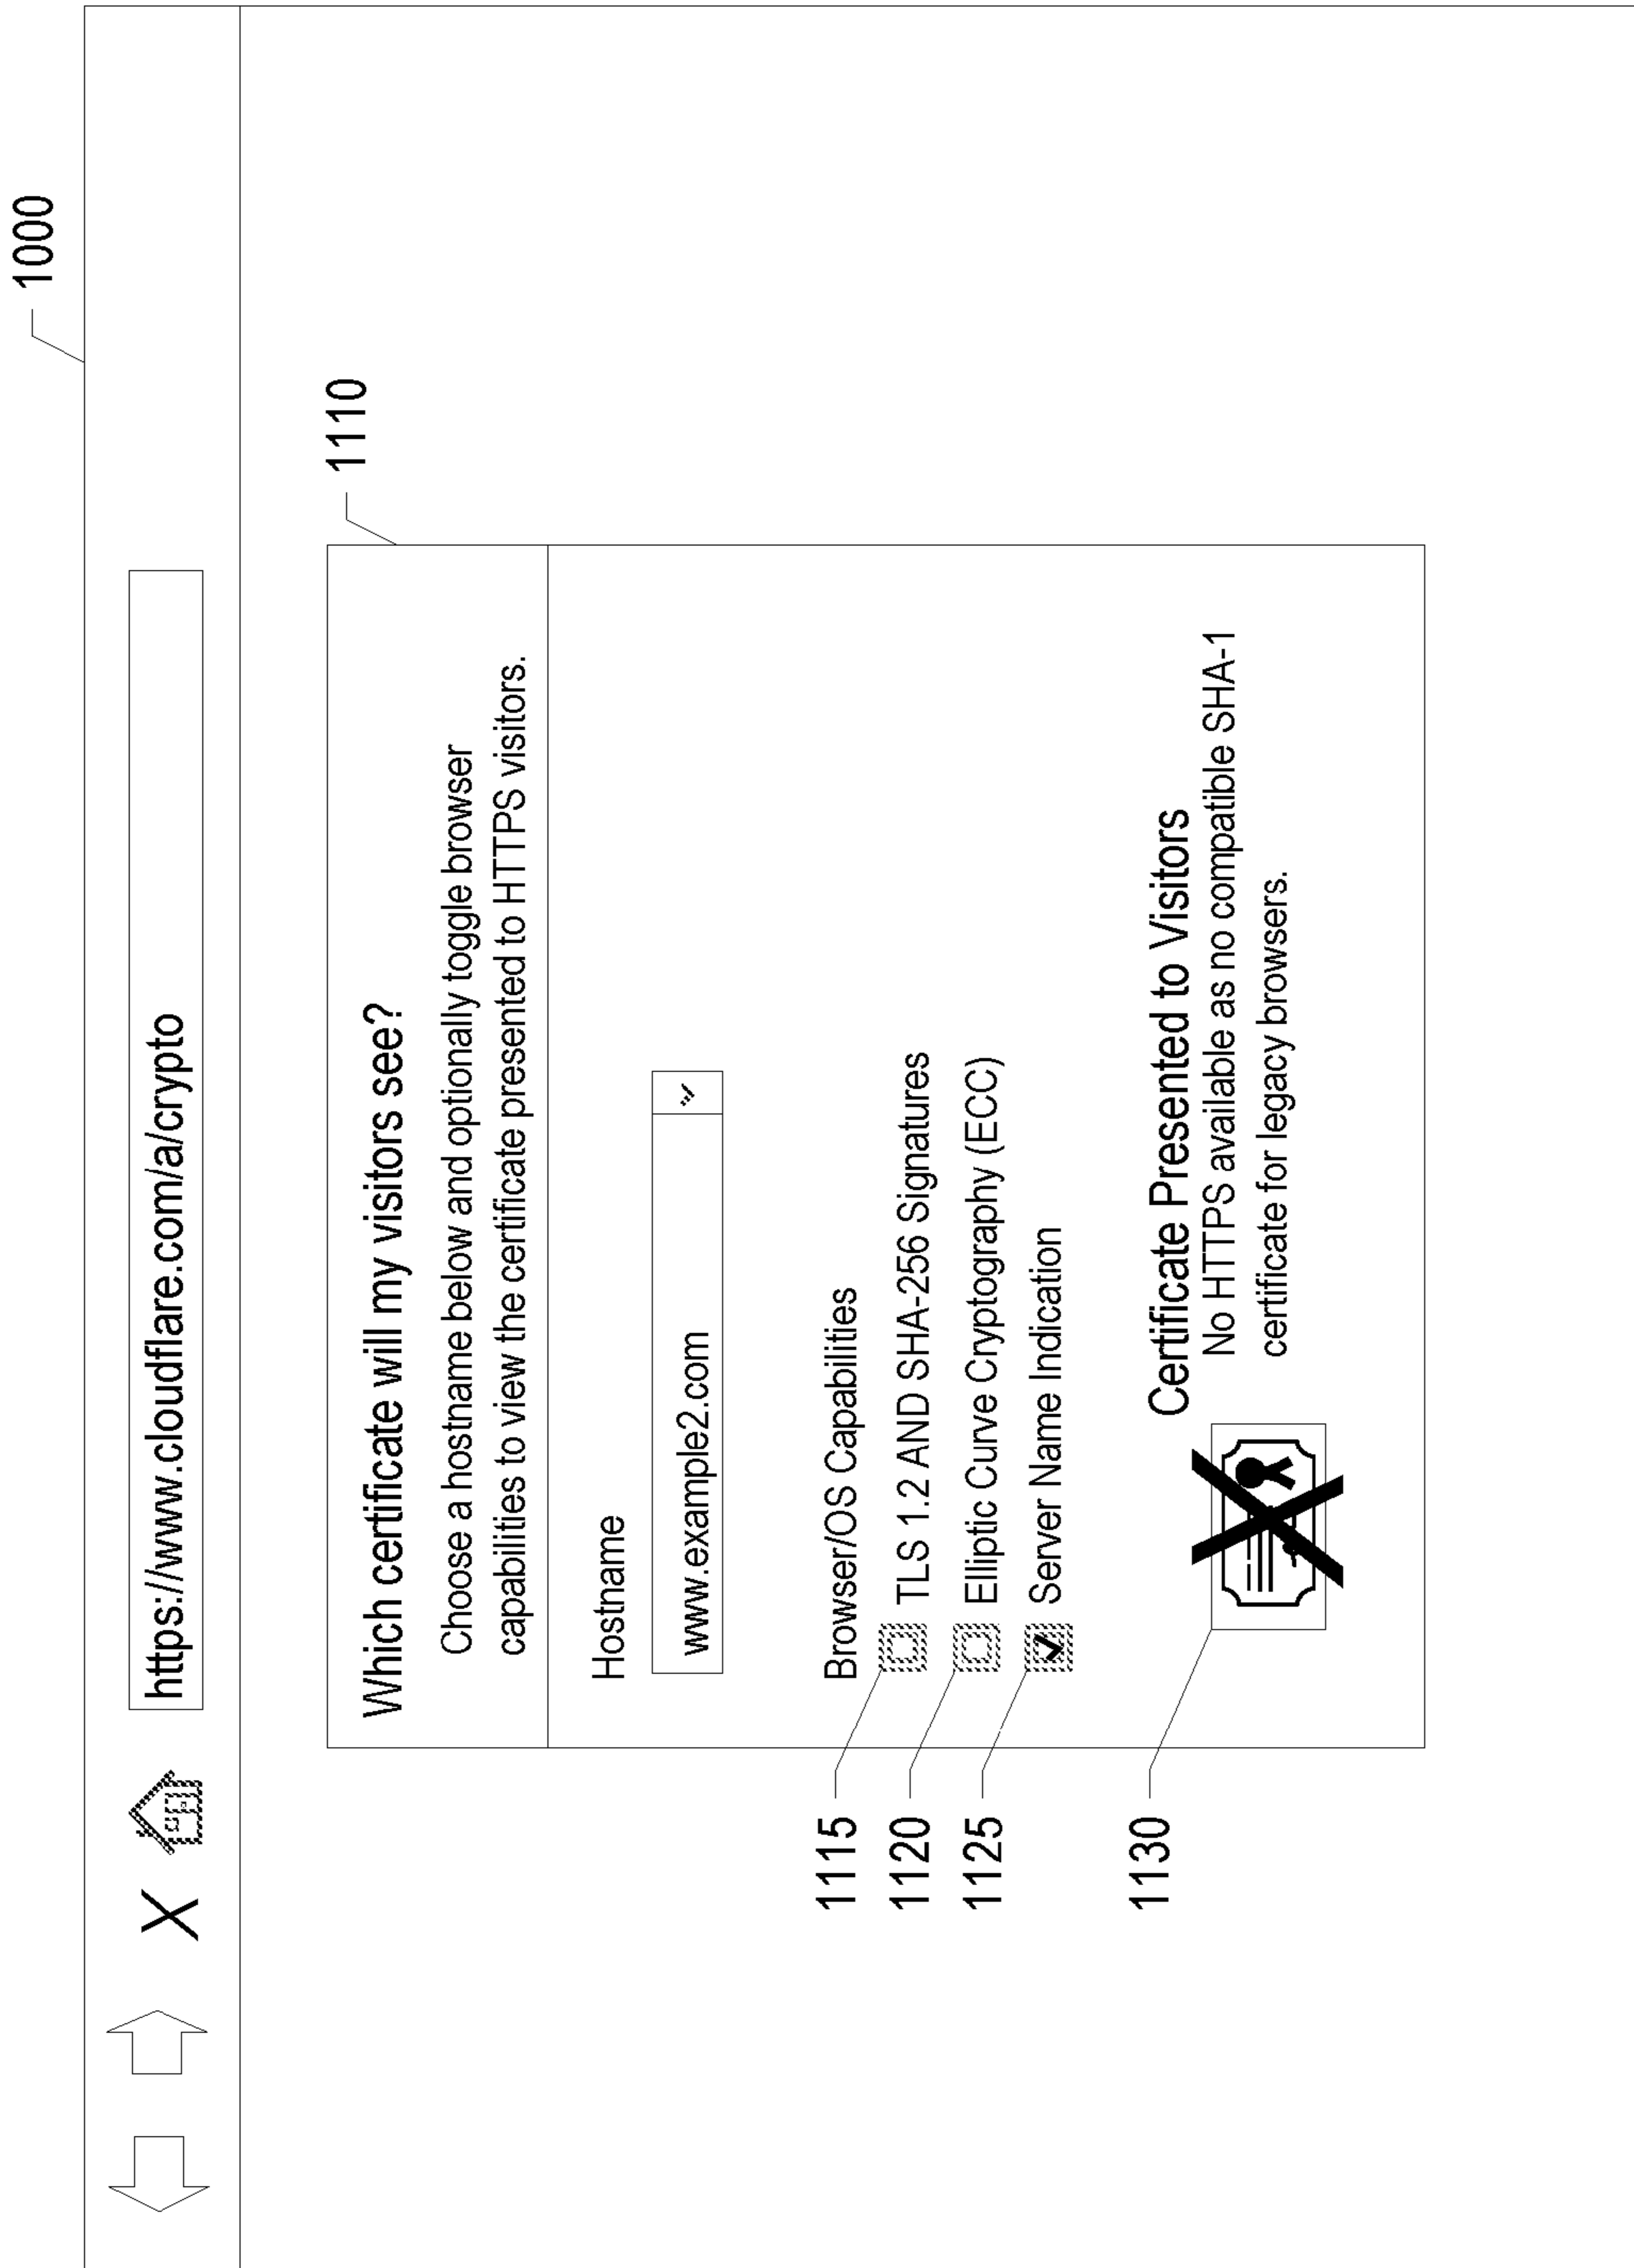 1000
X
https://www.cloudflare.com/a/crypto
1110
Which certificate will my visitors see?
Choose a hostname below and optionally toggle browser
capabilities to view the certificate presented to HTTPS visitors.
Hostname
www.example2.com
Browser/OS Capabilities
1115
TLS 1.2 AND SHA-256 Signatures
1120
Elliptic Curve Cryptography (ECC)
1125
Server Name Indication
1130
Certificate Presented to Visitors
No HTTPS available as no compatible SHA-1
certificate for legacy browsers.